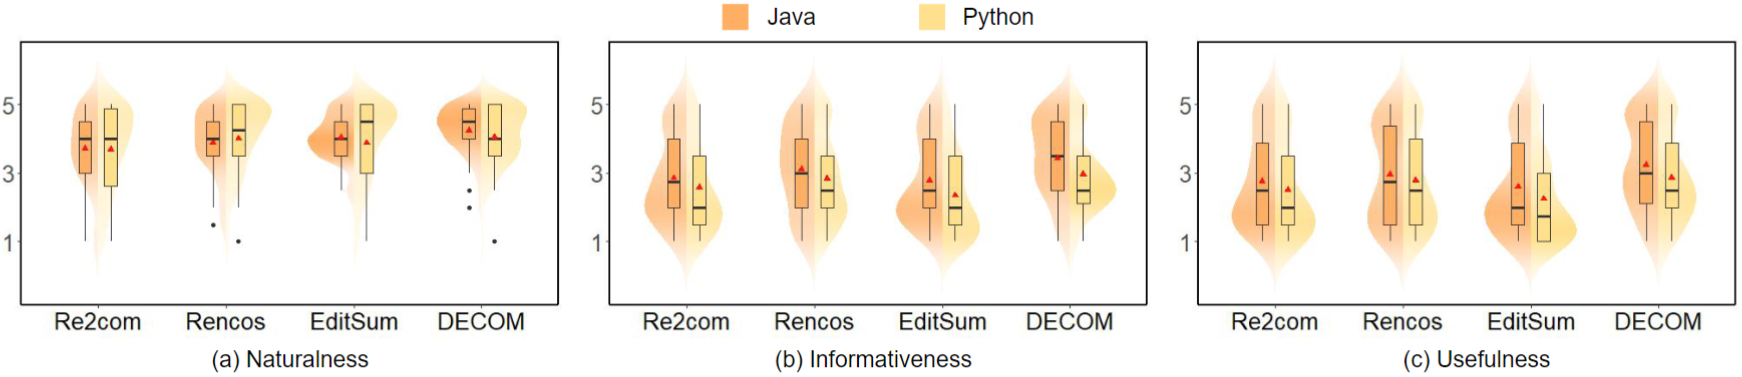 Java Python
5 5 5
3 3 3
1 1 1
Re2com Rencos EditSum DECOM Re2com Rencos EditSum DECOM Re2com Rencos EditSum DECOM
(a) Naturalness (b) Informativeness (c) Usefulness